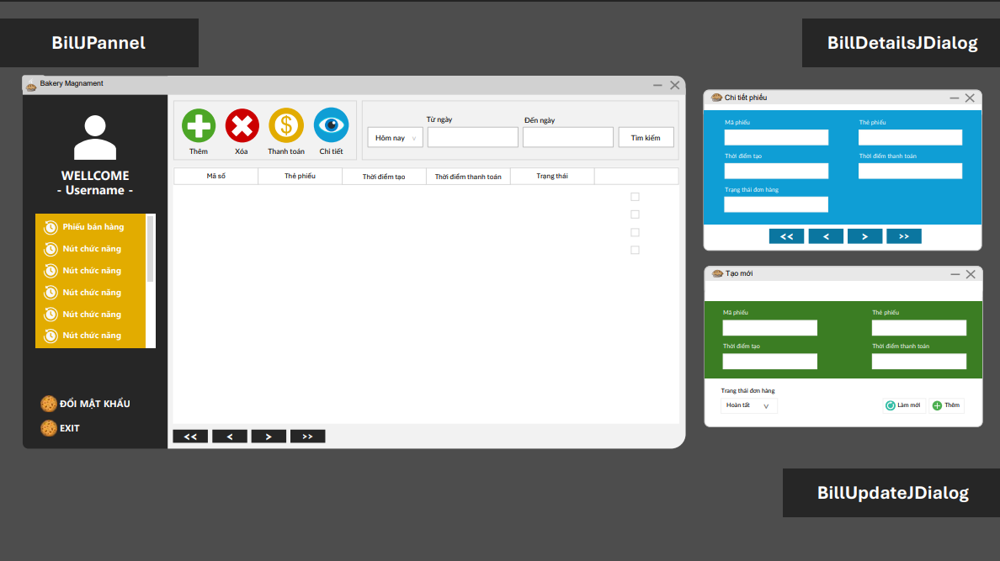 BillJPannel
BillDetailsJDialog
Bakery Magnament
WELLCOME
- Username -
Phiếu bán hàng
Nút chức năng
Nút chức năng
Nút chức năng
Nút chức năng
Nút chức năng
ĐỔI MẬT KHẨU
EXIT
Thêm
Xóa
Thanh toán
Chi tiết
Từ ngày
Đến ngày
Hôm nay
Tìm kiếm
Mã số
Thẻ phiếu
Thời điểm tạo
Thời điểm thanh toán
Trạng thái
<<
<
>
>>
Chi tiết phiếu
Mã phiếu
Thẻ phiếu
Thời điểm tạo
Thời điểm thanh toán
Trạng thái đơn hàng
<<
<
>
>>
Tạo mới
Mã phiếu
Thẻ phiếu
Thời điểm tạo
Thời điểm thanh toán
Trạng thái đơn hàng
Hoàn tất
Làm mới
Thêm
BillUpdateJDialog